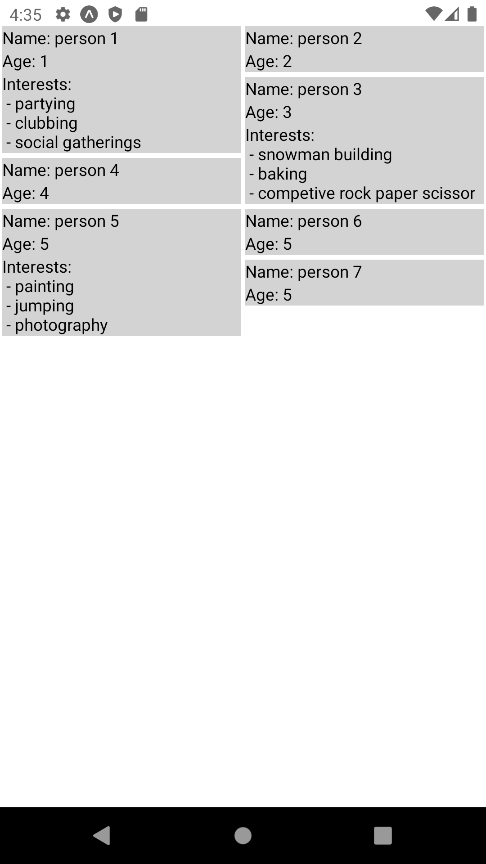 4:35
Name: person 1
Age: 1
Interests:
- partying
- clubbing
- social gatherings
Name: person 2
Age: 2
Name: person 3
Age: 3
Interests:
- snowman building
- baking
- competive rock paper scissor
Name: person 4
Age: 4
Name: person 5
Age: 5
Interests:
- painting
- jumping
- photography
Name: person 6
Age: 5
Name: person 7
Age: 5